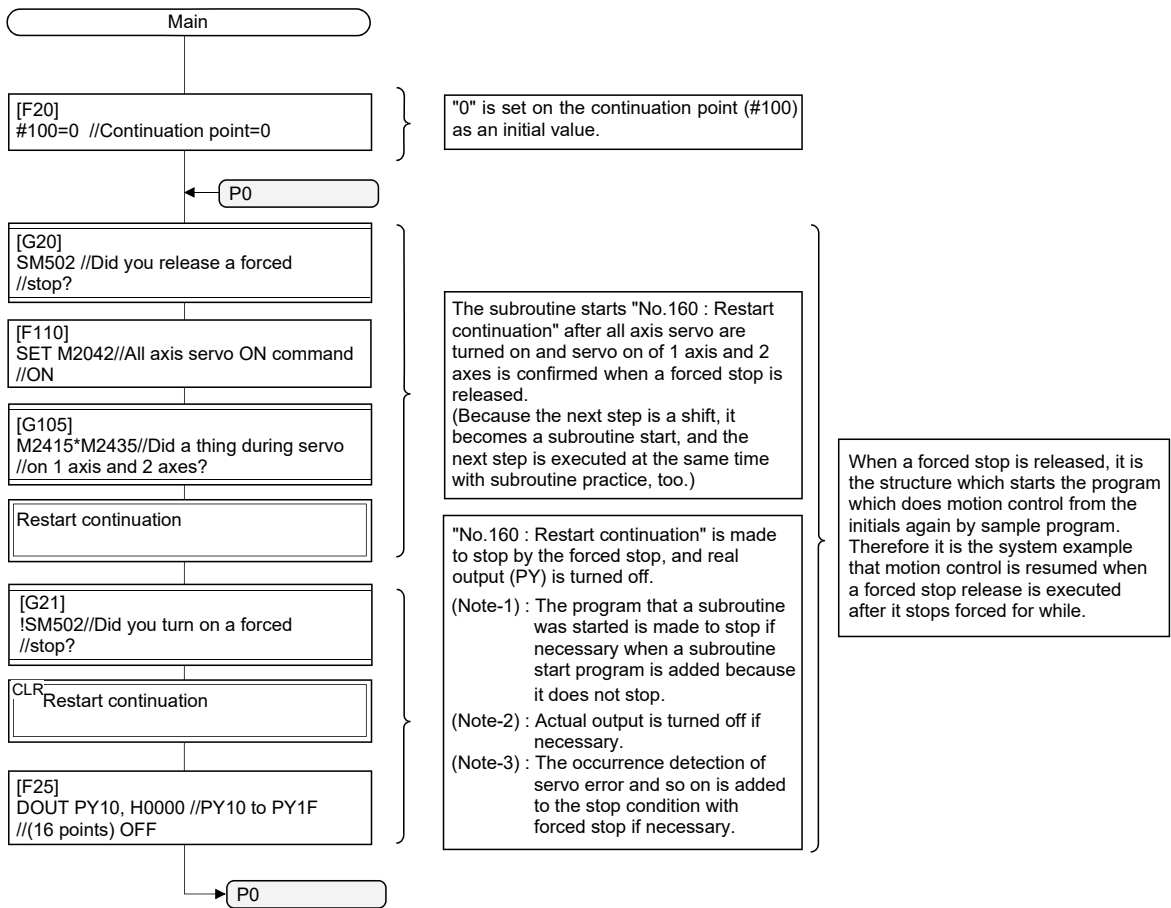 Main
[F20]
#100=0 //Continuation point=0
"0" is set on the continuation point (#100)
as an initial value.
P0
[G20]
SM502 //Did you release a forced
//stop?
[F110]
SET M2042//All axis servo ON command
//ON
[G105]
M2415*M2435//Did a thing during servo
//on 1 axis and 2 axes?
Restart continuation
The subroutine starts "No.160 : Restart
continuation" after all axis servo are
turned on and servo on of 1 axis and 2
axes is confirmed when a forced stop is
released.
(Because the next step is a shift, it
becomes a subroutine start, and the
next step is executed at the same time
with subroutine practice, too.)
[G21]
!SM502//Did you turn on a forced
//stop?
CLR
Restart continuation
[F25]
DOUT PY10, H0000 //PY10 to PY1F
//(16 points) OFF
"No.160 : Restart continuation" is made
to stop by the forced stop, and real
output (PY) is turned off.
(Note-1) : The program that a subroutine
was started is made to stop if
necessary when a subroutine
start program is added because
it does not stop.
(Note-2) : Actual output is turned off if
necessary.
(Note-3) : The occurrence detection of
servo error and so on is added
to the stop condition with
forced stop if necessary.
When a forced stop is released, it is
the structure which starts the program
which does motion control from the
initials again by sample program.
Therefore it is the system example
that motion control is resumed when
a forced stop release is executed
after it stops forced for while.
P0